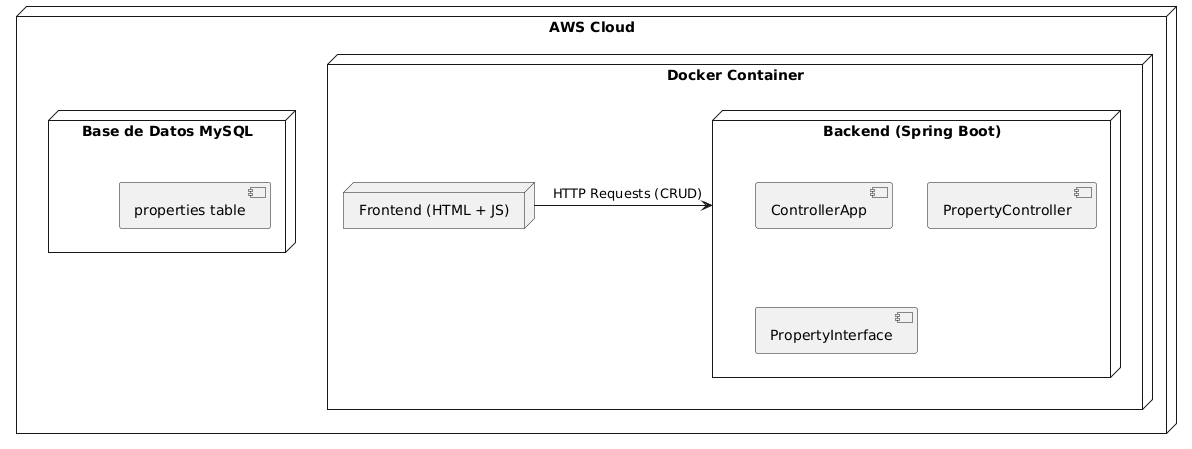 AWS Cloud
Docker Container
Base de Datos MySQL
Backend (Spring Boot)
properties table
Frontend (HTML + JS)
HTTP Requests (CRUD)
ControllerApp
PropertyController
PropertyInterface